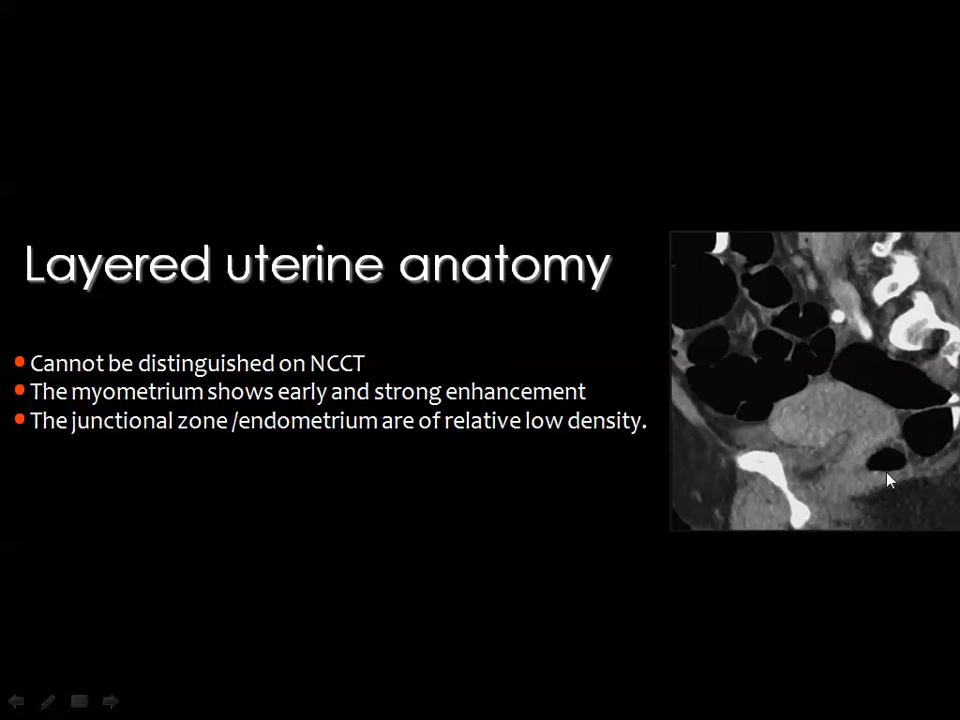 Layered uterine anatomy
Cannot be distinguished on NCCT
The myometrium shows early and strong enhancement
The junctional zone /endometrium are of relative low density.